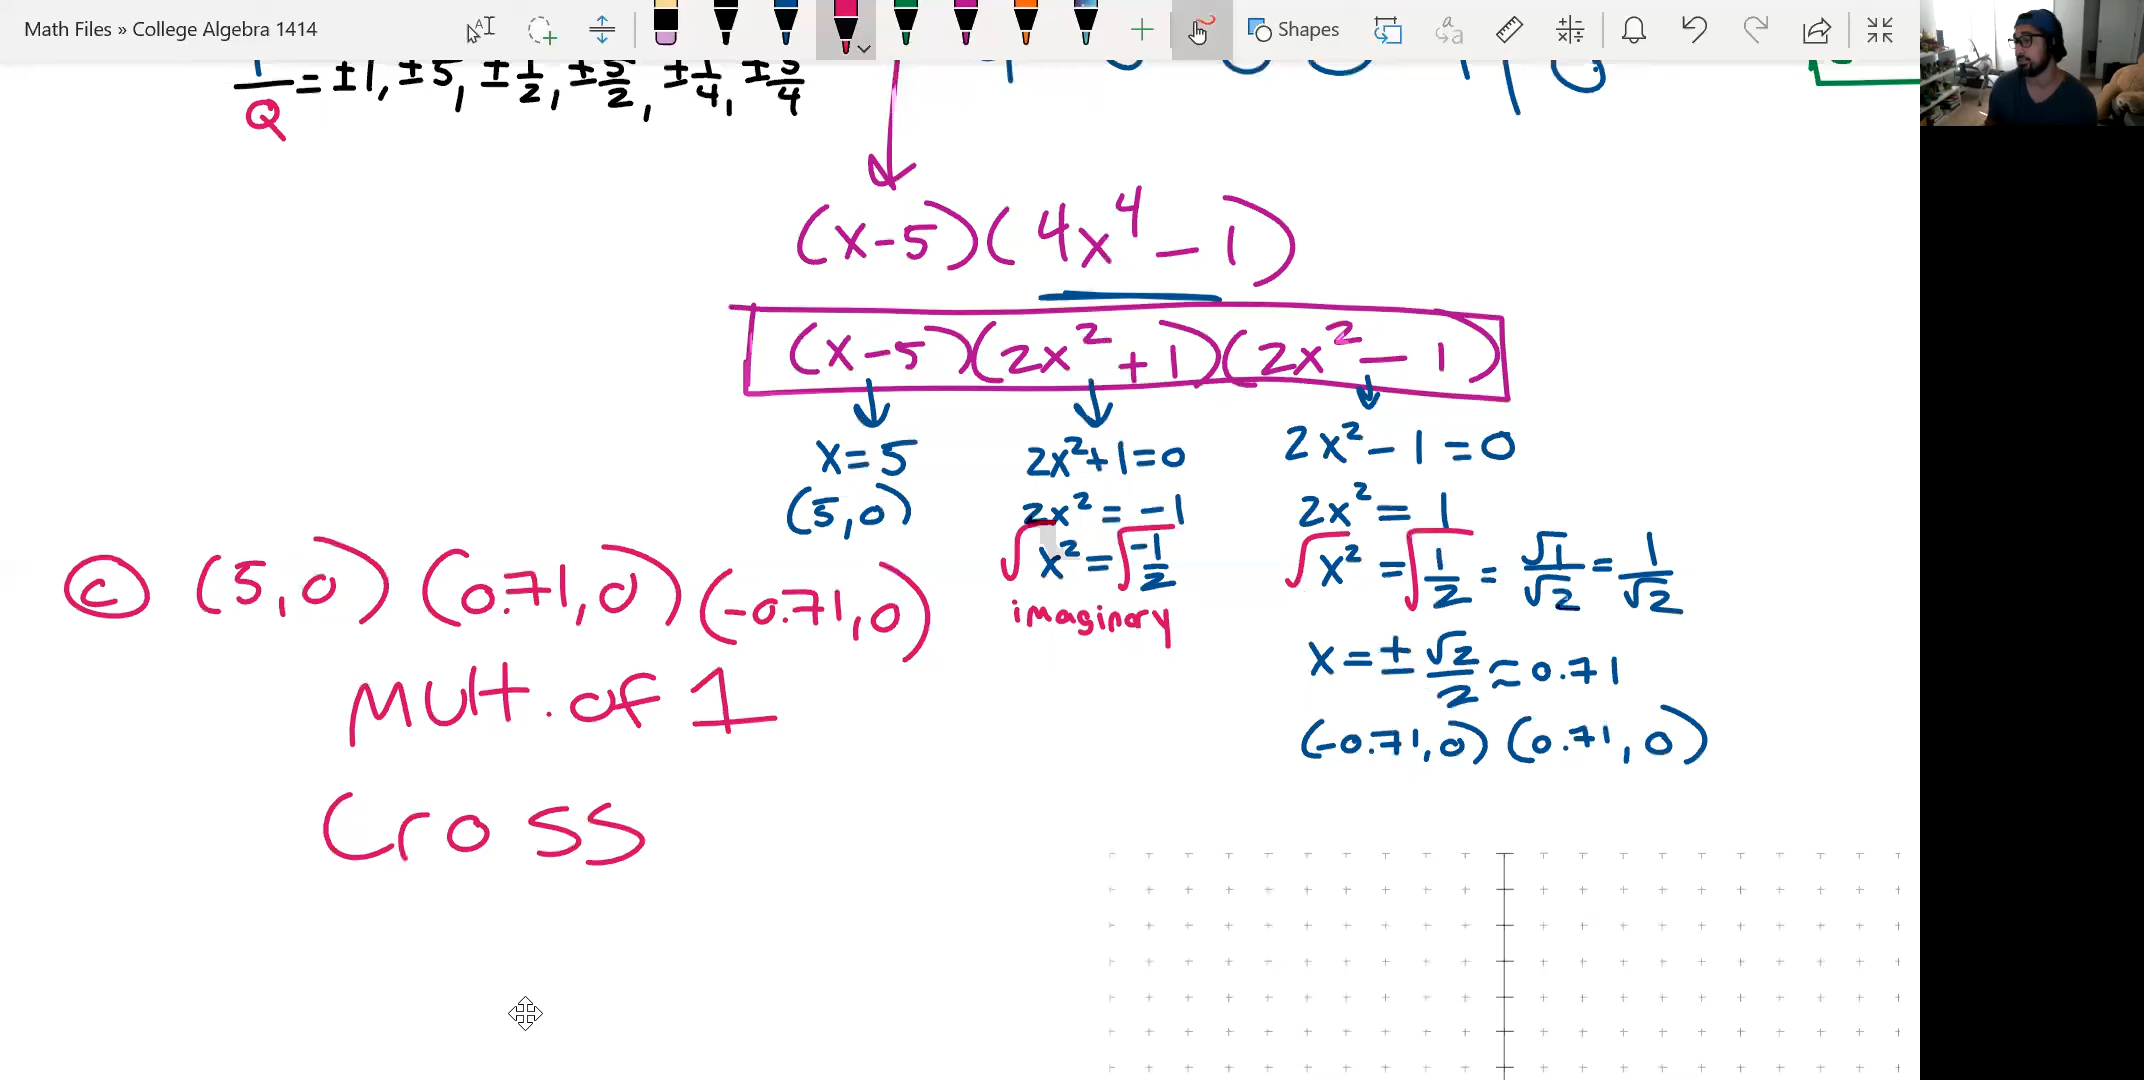 Math Files » College Algebra 1414
Shapes
Q = ±1, ±5, ±1/2, ±5/2, ±1/4, ±5/4
(x-5)(4x⁴-1)
(x-5)(2x²+1)(2x²-1)
x=5
(5,0)
2x²+1=0
2x²=-1
√x²=√-1/2
imaginary
2x²-1=0
2x²=1
√x²=√1/2=√1/√2=1/√2
x=±√2/2≈0.71
(-0.71,0) (0.71,0)
ⓒ (5,0) (0.71,0) (-0.71,0)
Mult. of 1
Cross